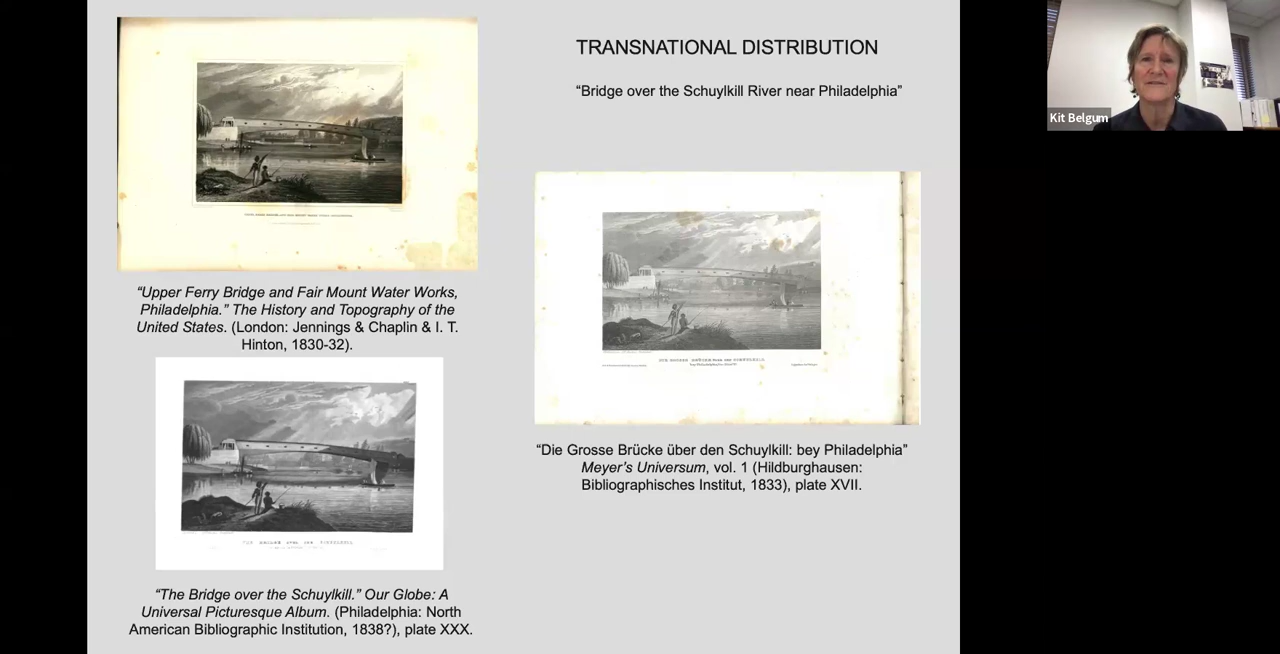 TRANSNATIONAL DISTRIBUTION
“Bridge over the Schuylkill River near Philadelphia”
“Upper Ferry Bridge and Fair Mount Water Works,
Philadelphia.” The History and Topography of the
United States. (London: Jennings & Chaplin & I. T.
Hinton, 1830-32).
“Die Grosse Brücke über den Schuylkill: bey Philadelphia”
Meyer’s Universum, vol. 1 (Hildburghausen:
Bibliographisches Institut, 1833), plate XVII.
“The Bridge over the Schuylkill.” Our Globe: A
Universal Picturesque Album. (Philadelphia: North
American Bibliographic Institution, 1838?), plate XXX.
Kit Belgum